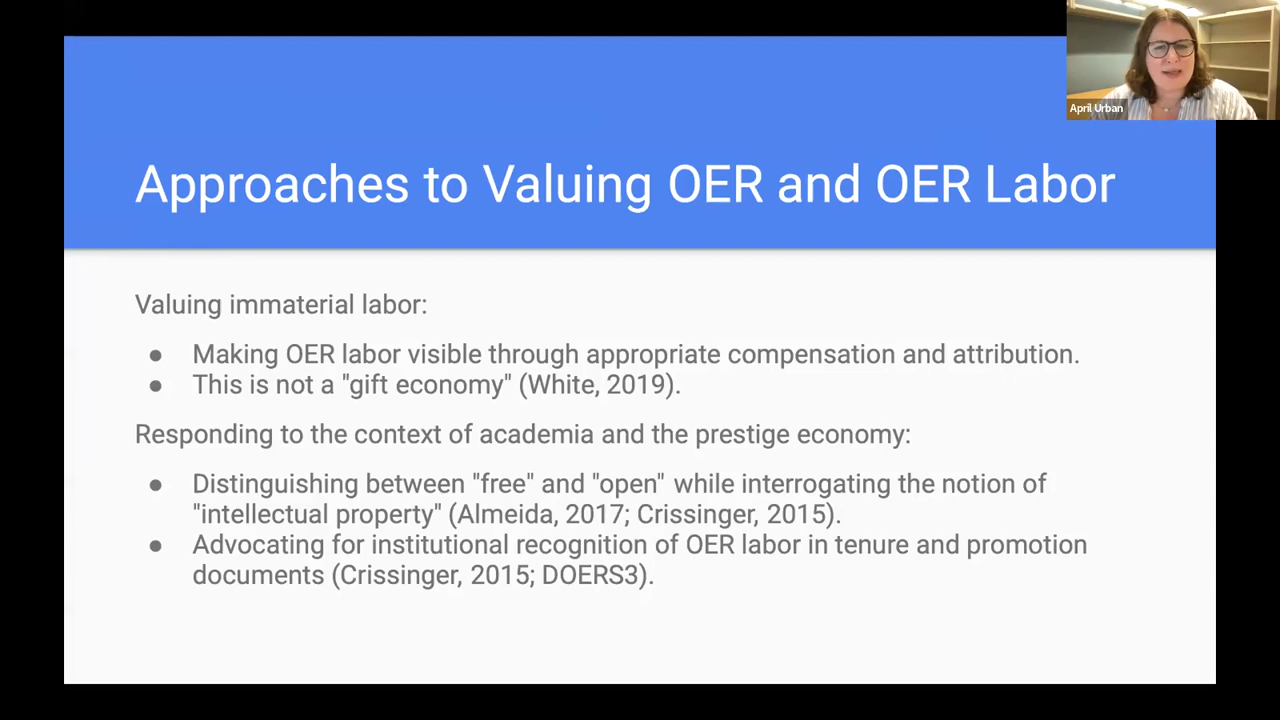 April Urban
Approaches to Valuing OER and OER Labor
Valuing immaterial labor:
● Making OER labor visible through appropriate compensation and attribution.
● This is not a "gift economy" (White, 2019).
Responding to the context of academia and the prestige economy:
● Distinguishing between "free" and "open" while interrogating the notion of
"intellectual property" (Almeida, 2017; Crissinger, 2015).
● Advocating for institutional recognition of OER labor in tenure and promotion
documents (Crissinger, 2015; DOERS3).